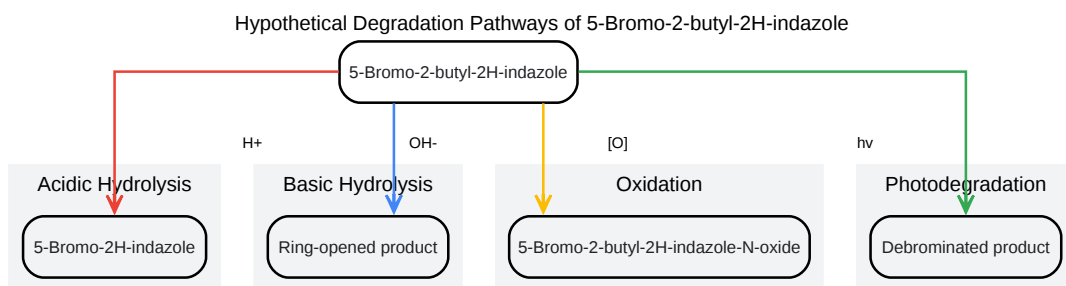 Hypothetical Degradation Pathways of 5-Bromo-2-butyl-2H-indazole
5-Bromo-2-butyl-2H-indazole
H+
OH-
[O]
hv
Acidic Hydrolysis
Basic Hydrolysis
Oxidation
Photodegradation
5-Bromo-2H-indazole
Ring-opened product
5-Bromo-2-butyl-2H-indazole-N-oxide
Debrominated product